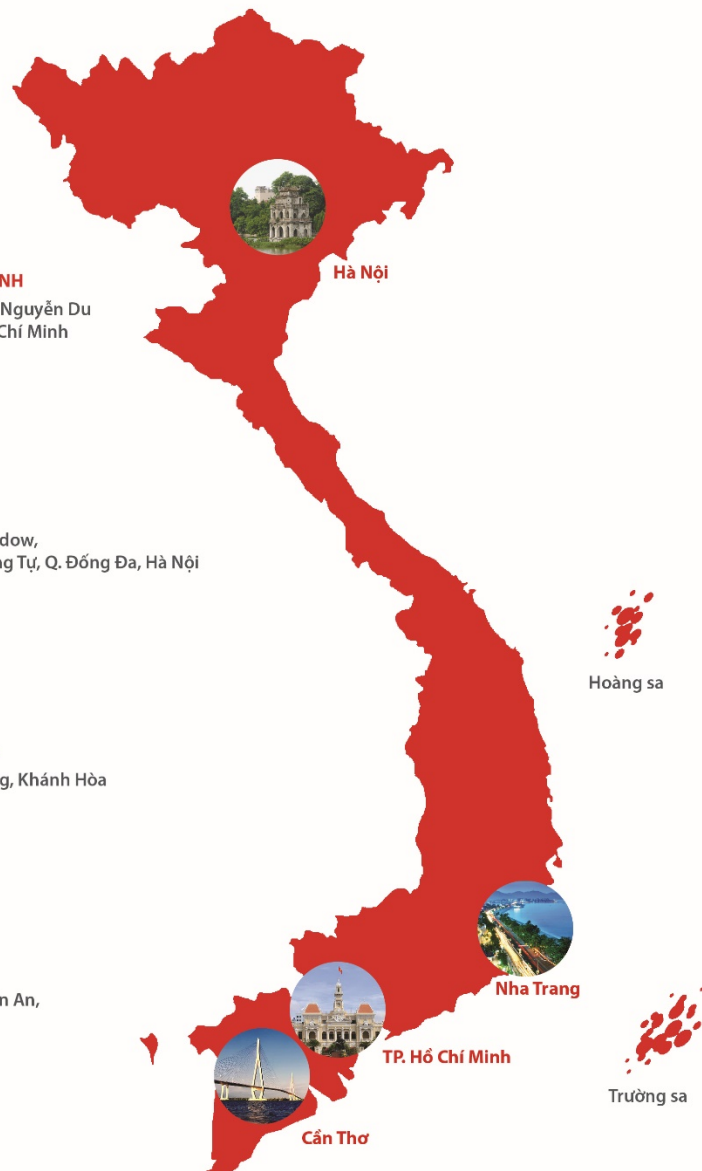 Hà Nội
NH
Nguyễn Du
Chí Minh
dow,
g Tự, Q. Đống Đa, Hà Nội
Hoàng sa
g, Khánh Hòa
Nha Trang
n An,
TP. Hồ Chí Minh
Trường sa
Cần Thơ